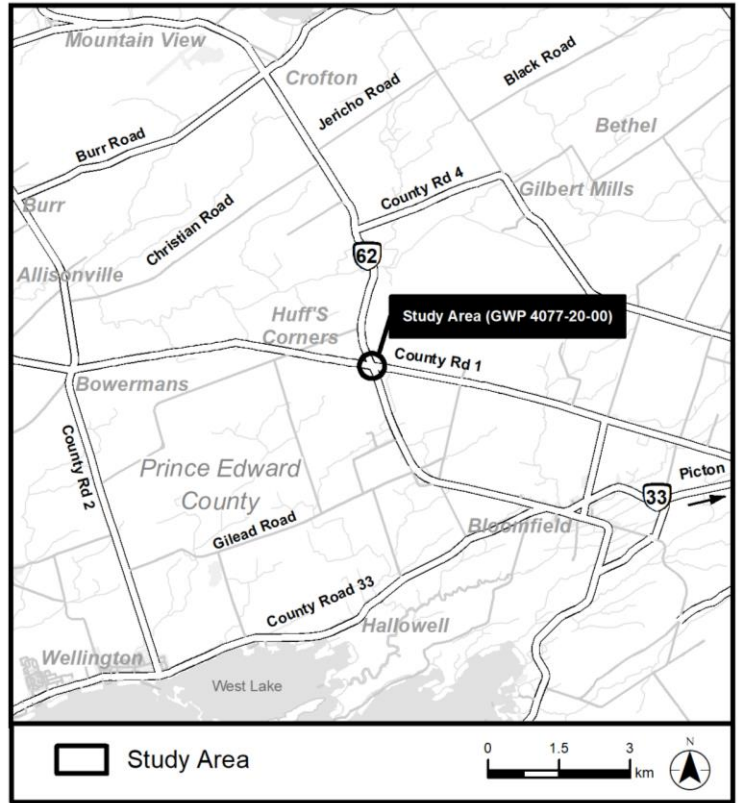 Mountain View
Crofton
Black Road
Jericho Road
Bethel
Burr Road
County Rd 4
Gilbert Mills
Burr
Christian Road
62
Allisonville
Huff'S
Corners
Study Area (GWP 4077-20-00)
County Rd 1
Bowermans
County Rd 2
Prince Edward
County
Picton
33
Gilead Road
Bloomfield
County Road 33
Hallowell
Wellington
West Lake
Study Area
0 1.5 3
km
N